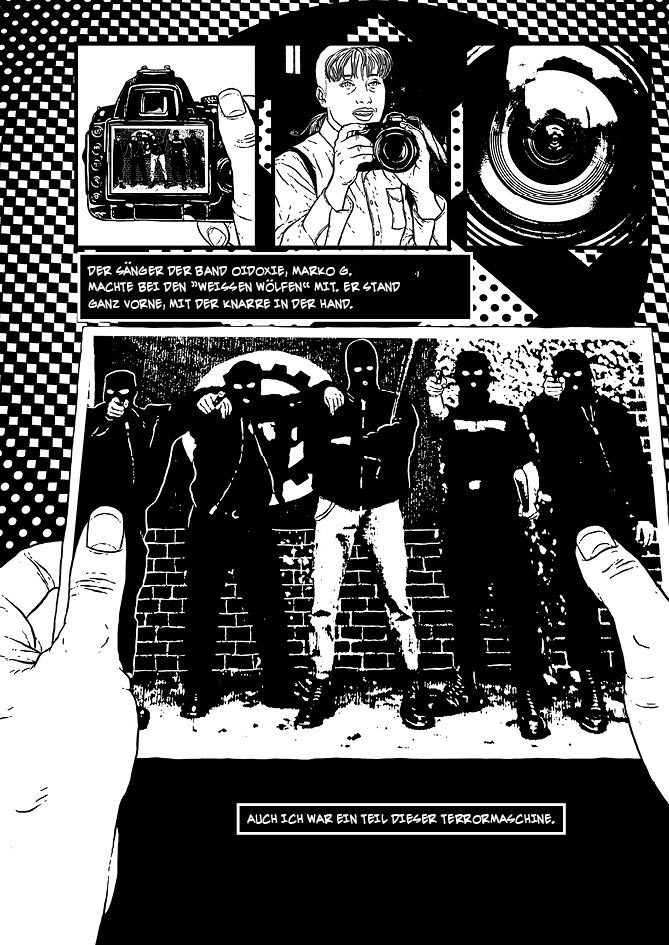 DER SÄNGER DER BAND OIDOXIE, MARKO G.
MACHTE BEI DEN "WEISSEN WÖLFEN" MIT. ER STAND
GANZ VORNE, MIT DER KNARRE IN DER HAND.
AUCH ICH WAR EIN TEIL DIESER TERRORMASCHINE.